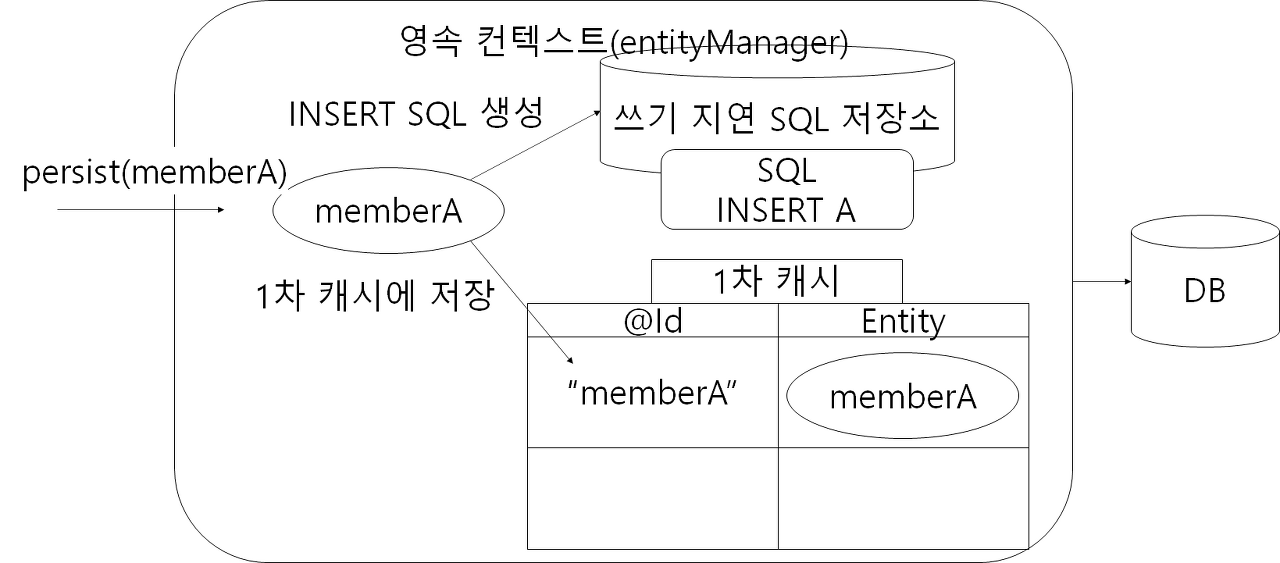 영속 컨텍스트(entityManager)
INSERT SQL 생성
쓰기 지연 SQL 저장소
SQL
INSERT A
persist(memberA)
memberA
1차 캐시에 저장
1차 캐시
@Id
Entity
“memberA”
memberA
DB